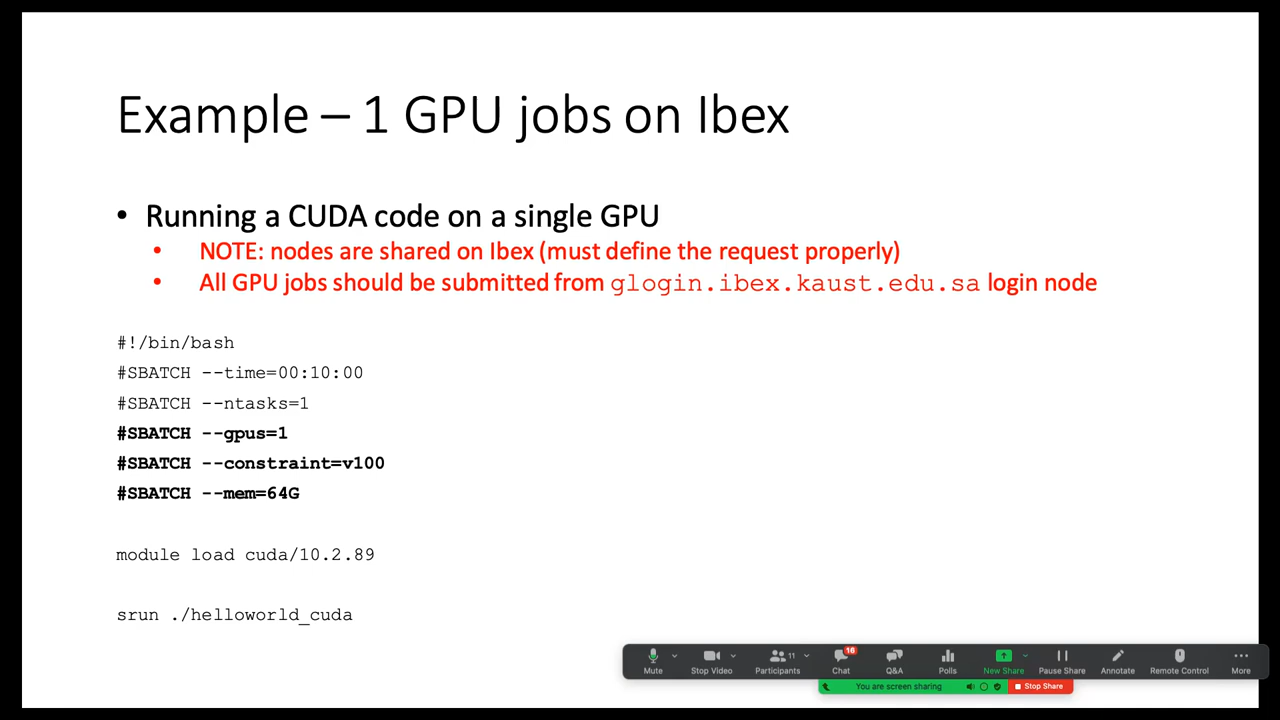 Example – 1 GPU jobs on Ibex
• Running a CUDA code on a single GPU
• NOTE: nodes are shared on Ibex (must define the request properly)
• All GPU jobs should be submitted from glogin.ibex.kaust.edu.sa login node
#!/bin/bash
#SBATCH --time=00:10:00
#SBATCH --ntasks=1
#SBATCH --gpus=1
#SBATCH --constraint=v100
#SBATCH --mem=64G
module load cuda/10.2.89
srun ./helloworld_cuda
11 16
Mute Stop Video Participants Chat Q&A Polls New Share Pause Share Annotate Remote Control More
You are screen sharing Stop Share